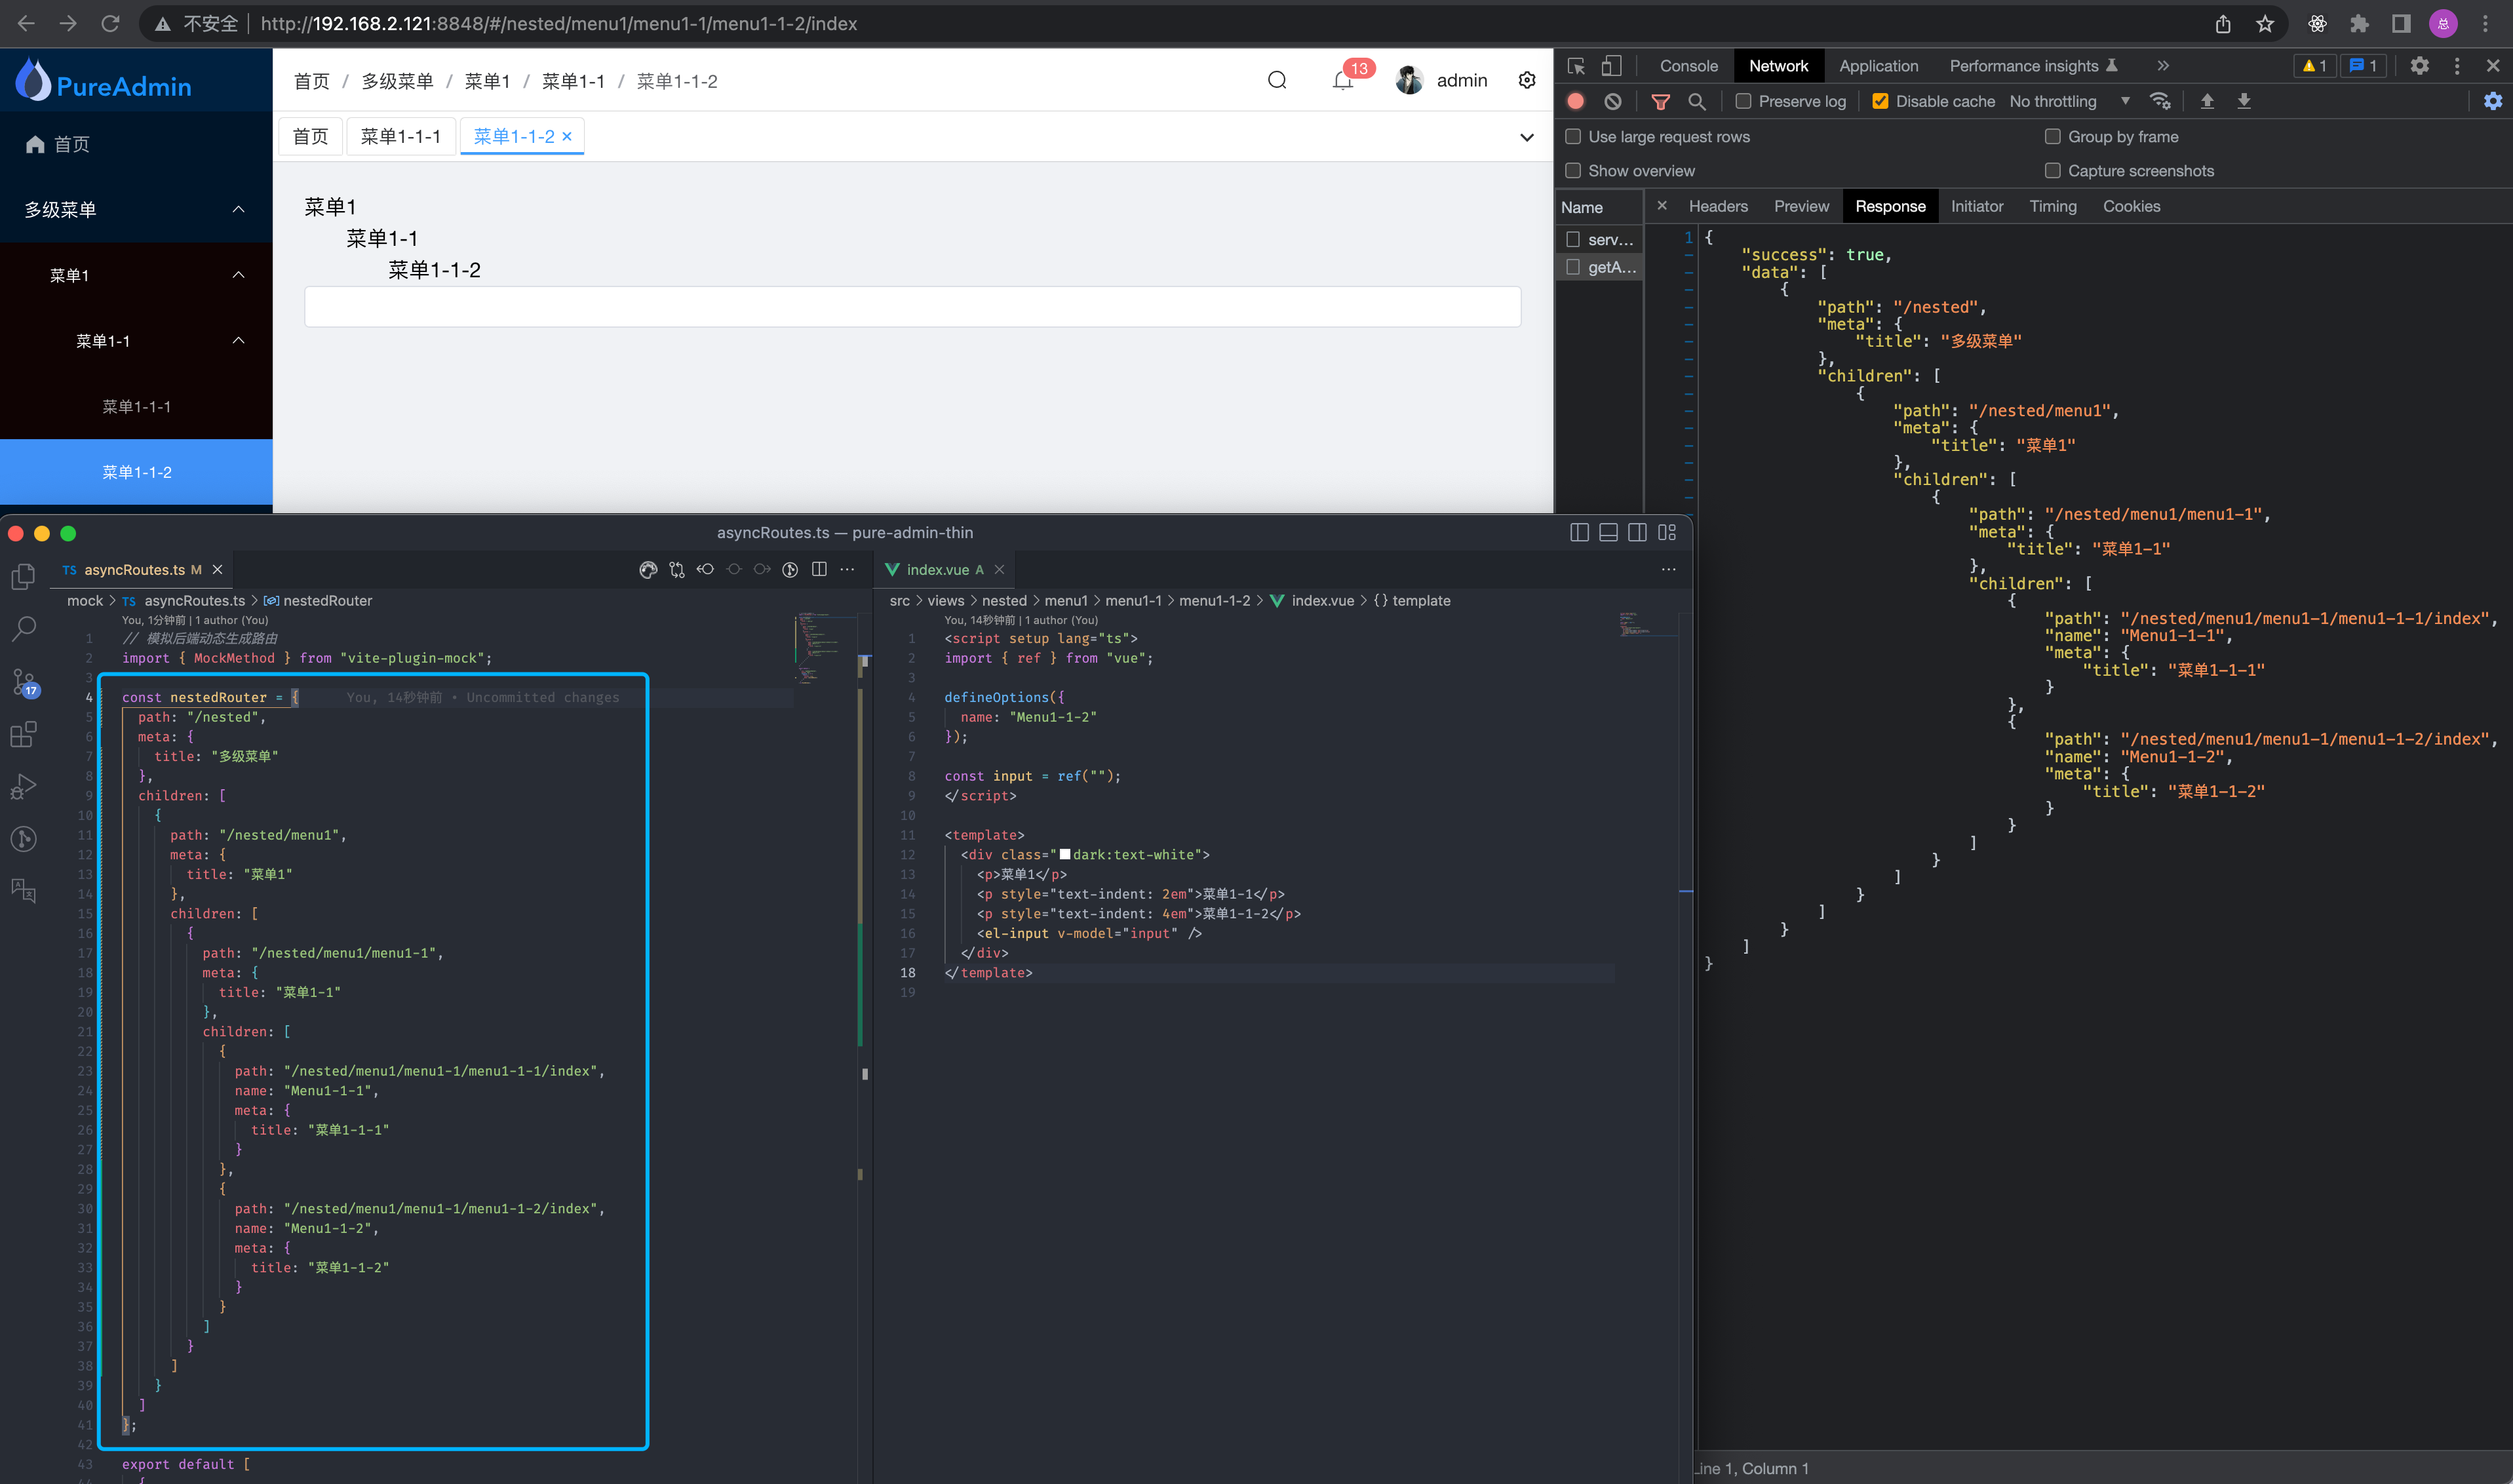 不安全 http://192.168.2.121:8848/#/nested/menu1/menu1-1/menu1-1-2/index
PureAdmin
首页
多级菜单
菜单1
菜单1-1
菜单1-1-1
菜单1-1-2
首页 / 多级菜单 / 菜单1 / 菜单1-1 / 菜单1-1-2
13
admin
首页 菜单1-1-1 菜单1-1-2
菜单1
菜单1-1
菜单1-1-2
Console Network Application Performance insights 1 1
Preserve log Disable cache No throttling
Use large request rows Group by frame
Show overview Capture screenshots
Name Headers Preview Response Initiator Timing Cookies
serv...
getA...
1 {
"success": true,
"data": [
{
"path": "/nested",
"meta": {
"title": "多级菜单"
},
"children": [
{
"path": "/nested/menu1",
"meta": {
"title": "菜单1"
},
"children": [
{
"path": "/nested/menu1/menu1-1",
"meta": {
"title": "菜单1-1"
},
"children": [
{
"path": "/nested/menu1/menu1-1/menu1-1-1/index",
"name": "Menu1-1-1",
"meta": {
"title": "菜单1-1-1"
}
},
{
"path": "/nested/menu1/menu1-1/menu1-1-2/index",
"name": "Menu1-1-2",
"meta": {
"title": "菜单1-1-2"
}
}
]
}
]
}
]
}
]
}
Line 1, Column 1
asyncRoutes.ts — pure-admin-thin
17
TS asyncRoutes.ts M
mock > TS asyncRoutes.ts > nestedRouter
You, 1分钟前 | 1 author (You)
1 // 模拟后端动态生成路由
2 import { MockMethod } from "vite-plugin-mock";
3
4 const nestedRouter = { You, 14秒钟前 • Uncommitted changes
5 path: "/nested",
6 meta: {
7 title: "多级菜单"
8 },
9 children: [
10 {
11 path: "/nested/menu1",
12 meta: {
13 title: "菜单1"
14 },
15 children: [
16 {
17 path: "/nested/menu1/menu1-1",
18 meta: {
19 title: "菜单1-1"
20 },
21 children: [
22 {
23 path: "/nested/menu1/menu1-1/menu1-1-1/index",
24 name: "Menu1-1-1",
25 meta: {
26 title: "菜单1-1-1"
27 }
28 },
29 {
30 path: "/nested/menu1/menu1-1/menu1-1-2/index",
31 name: "Menu1-1-2",
32 meta: {
33 title: "菜单1-1-2"
34 }
35 }
36 ]
37 }
38 ]
39 }
40 ]
41 };
42
43 export default [
44 {
index.vue A
src > views > nested > menu1 > menu1-1 > menu1-1-2 > index.vue > {} template
You, 14秒钟前 | 1 author (You)
1 <script setup lang="ts">
2 import { ref } from "vue";
3
4 defineOptions({
5 name: "Menu1-1-2"
6 });
7
8 const input = ref("");
9 </script>
10
11 <template>
12 <div class="dark:text-white">
13 <p>菜单1</p>
14 <p style="text-indent: 2em">菜单1-1</p>
15 <p style="text-indent: 4em">菜单1-1-2</p>
16 <el-input v-model="input" />
17 </div>
18 </template>
19